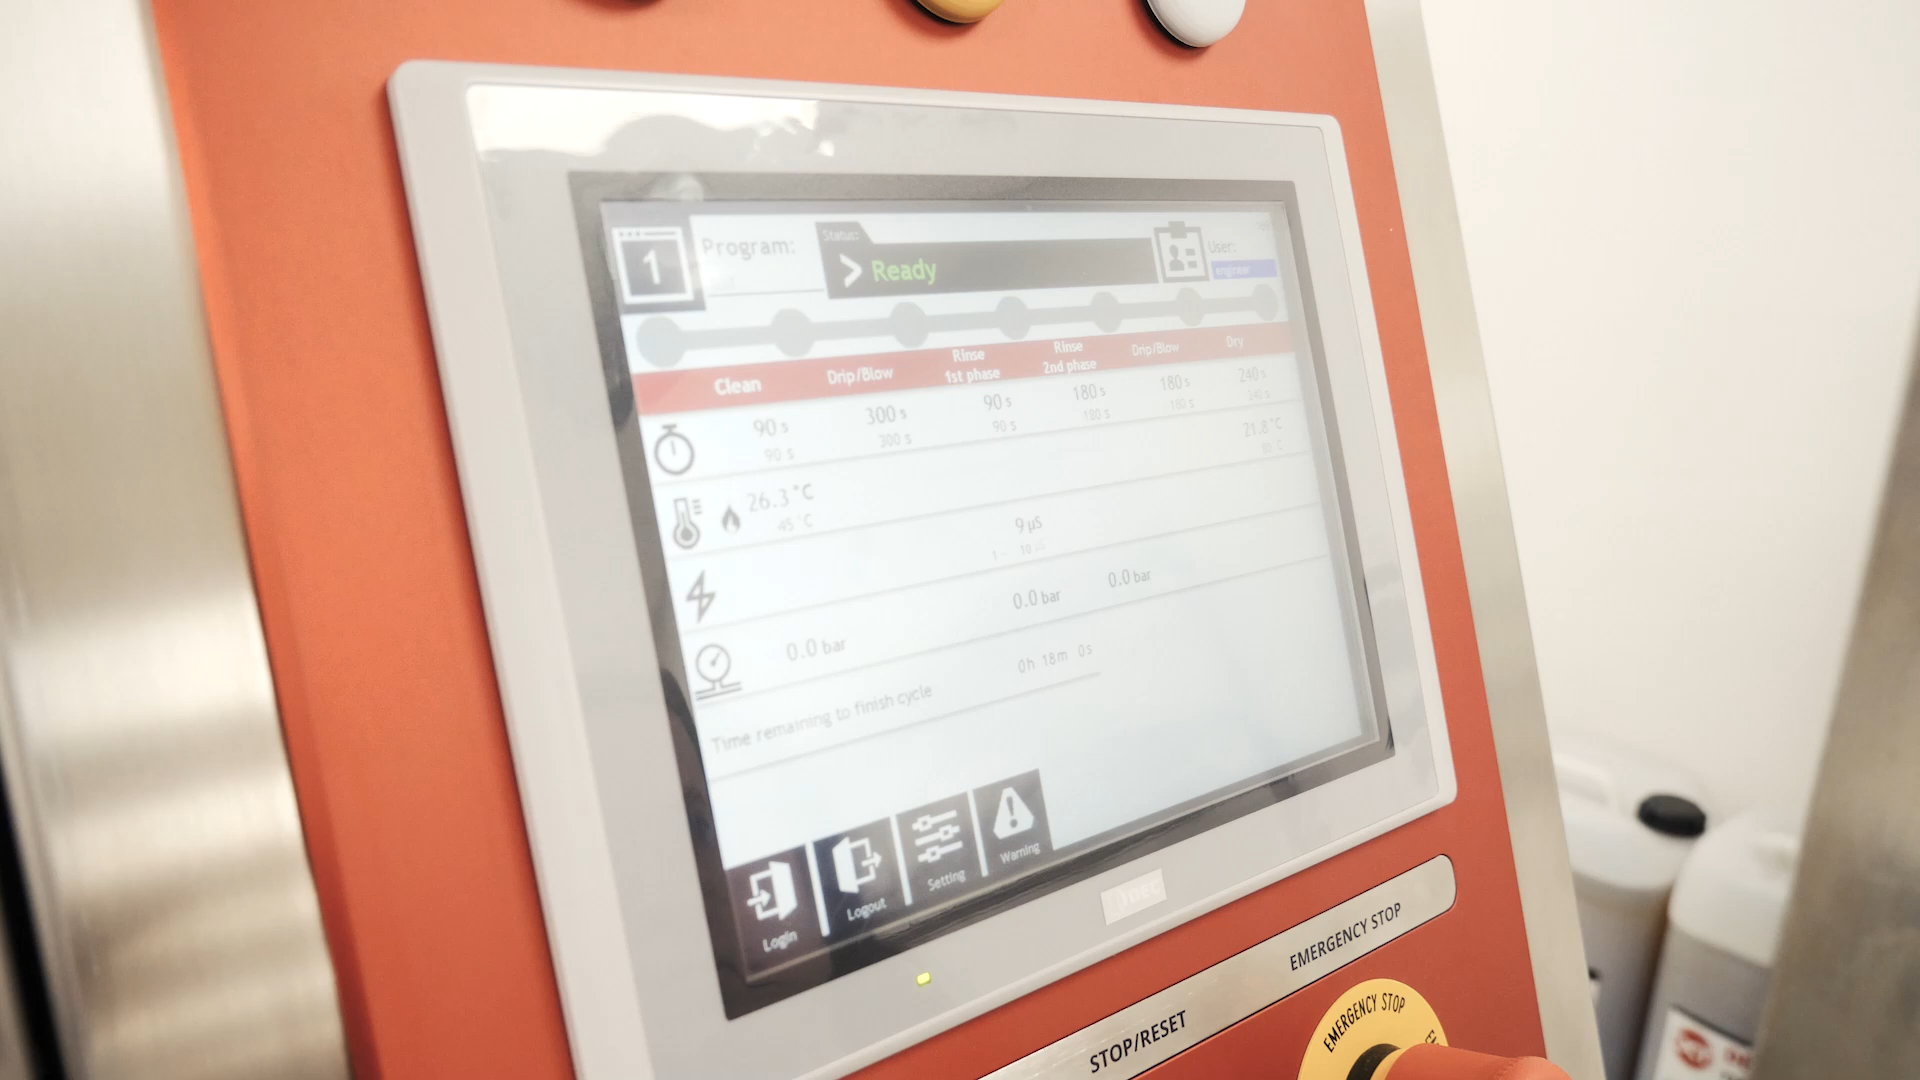 1
Program:
Status:
> Ready
User:
engineer
Clean
Drip/Blow
Rinse
1st phase
Rinse
2nd phase
Drip/Blow
Dry
90 s
300 s
90 s
180 s
180 s
240 s
90 s
300 s
90 s
180 s
180 s
240 s
26.3 °C
21.8 °C
45 °C
9 µS
0.0 bar
0.0 bar
0.0 bar
Time remaining to finish cycle
0h 18m 0s
Login
Logout
Setting
Warning
IDEC
STOP/RESET
EMERGENCY STOP
EMERGENCY STOP